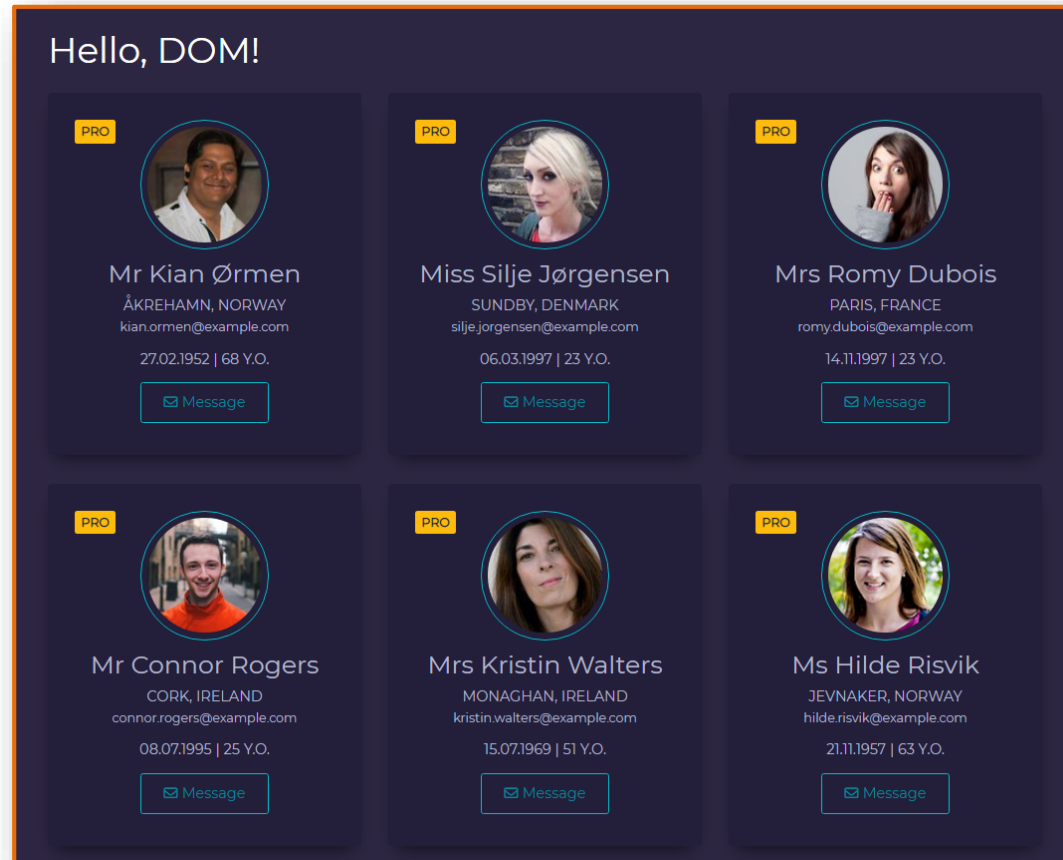 Hello, DOM!
PRO
Mr Kian Ørmen
ÅKREHAMN, NORWAY
kian.ormen@example.com
27.02.1952 | 68 Y.O.
Message
PRO
Miss Silje Jørgensen
SUNDBY, DENMARK
silje.jorgensen@example.com
06.03.1997 | 23 Y.O.
Message
PRO
Mrs Romy Dubois
PARIS, FRANCE
romy.dubois@example.com
14.11.1997 | 23 Y.O.
Message
PRO
Mr Connor Rogers
CORK, IRELAND
connor.rogers@example.com
08.07.1995 | 25 Y.O.
Message
PRO
Mrs Kristin Walters
MONAGHAN, IRELAND
kristin.walters@example.com
15.07.1969 | 51 Y.O.
Message
PRO
Ms Hilde Risvik
JEVNAKER, NORWAY
hilde.risvik@example.com
21.11.1957 | 63 Y.O.
Message